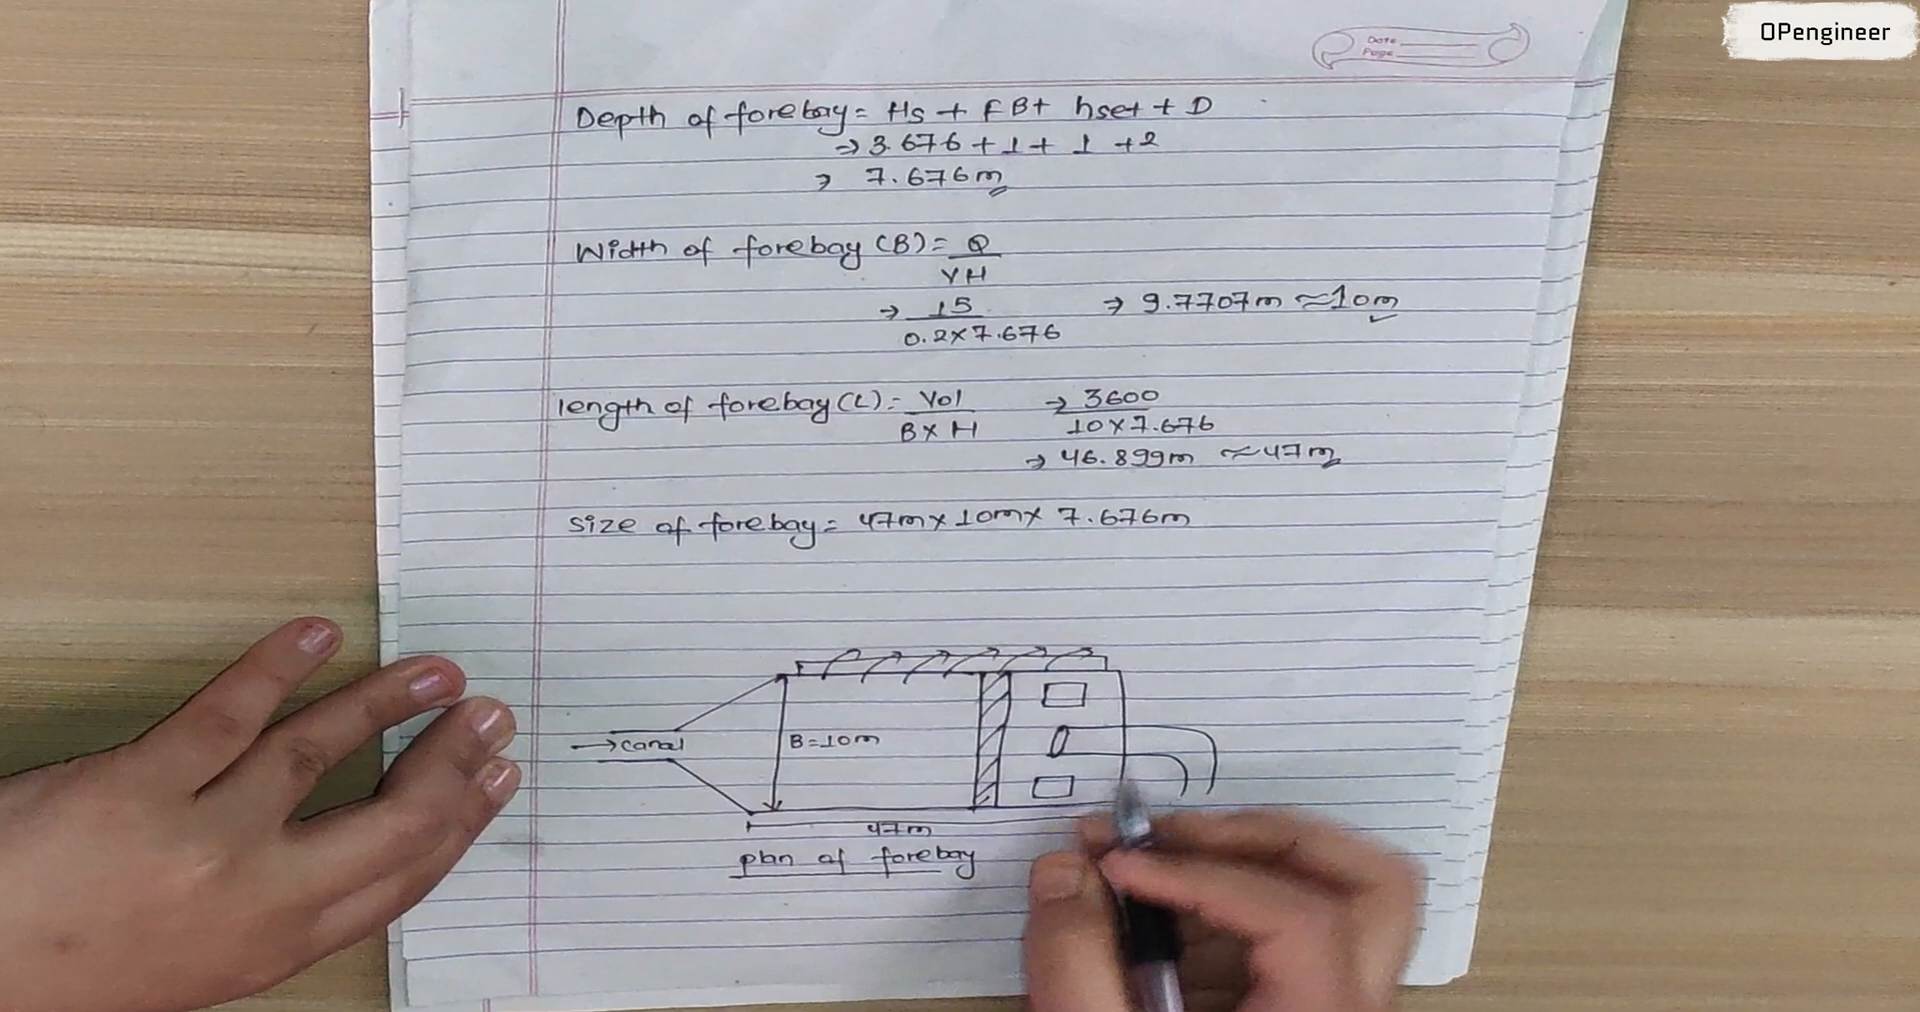 OPengineer
Date
Page
Depth of forebay = Hs + FB + hset + D
→ 3.676 + 1 + 1 + 2
→ 7.676m
Width of forebay (B) = Q
VH
→ 15 → 9.7707m ≈ 10m
0.2×7.676
length of forebay (L) = Vol → 3600
B×H 10×7.676
→ 46.899m ≈ 47m
Size of forebay = 47m × 10m × 7.676m
→ canal B=10m
47m
plan of forebay